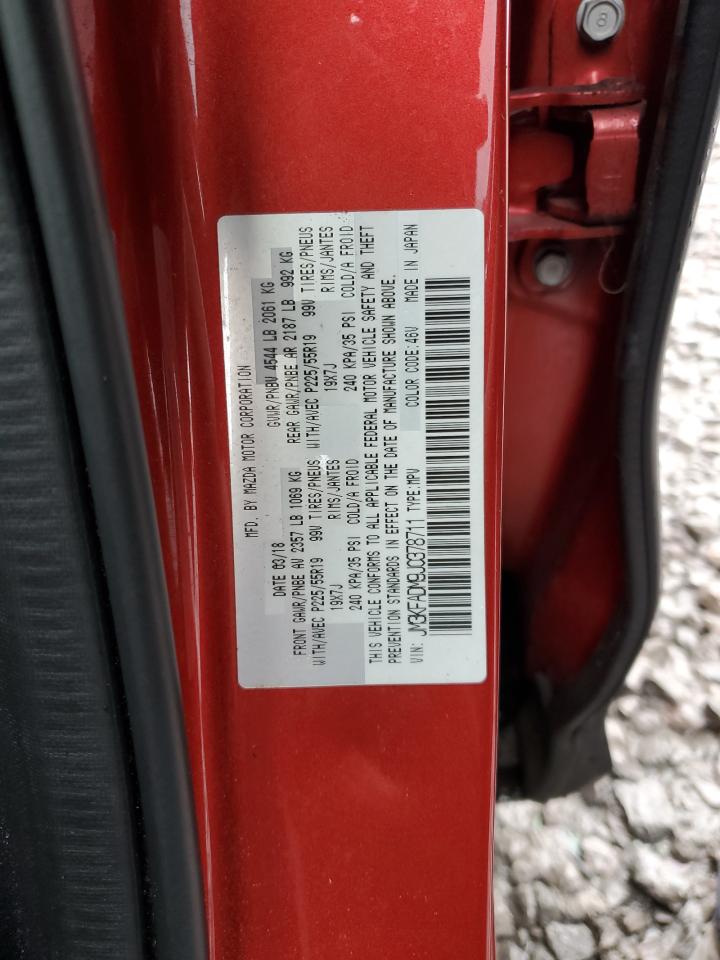 MFD. BY MAZDA MOTOR CORPORATION
DATE 03/18 GVWR/PNBV 4544 LB 2061 KG
FRONT GAWR/PNBE AV 2357 LB 1069 KG REAR GAWR/PNBE AR 2187 LB 992 KG
WITH/AVEC P225/55R19 99V TIRES/PNEUS WITH/AVEC P225/55R19 99V TIRES/PNEUS
19X7J RIMS/JANTES 19X7J RIMS/JANTES
240 KPA/35 PSI COLD/A FROID 240 KPA/35 PSI COLD/A FROID
THIS VEHICLE CONFORMS TO ALL APPLICABLE FEDERAL MOTOR VEHICLE SAFETY AND THEFT
PREVENTION STANDARDS IN EFFECT ON THE DATE OF MANUFACTURE SHOWN ABOVE.
VIN: JM3KFADM9J0378711 TYPE:MPV COLOR CODE:46V MADE IN JAPAN
8